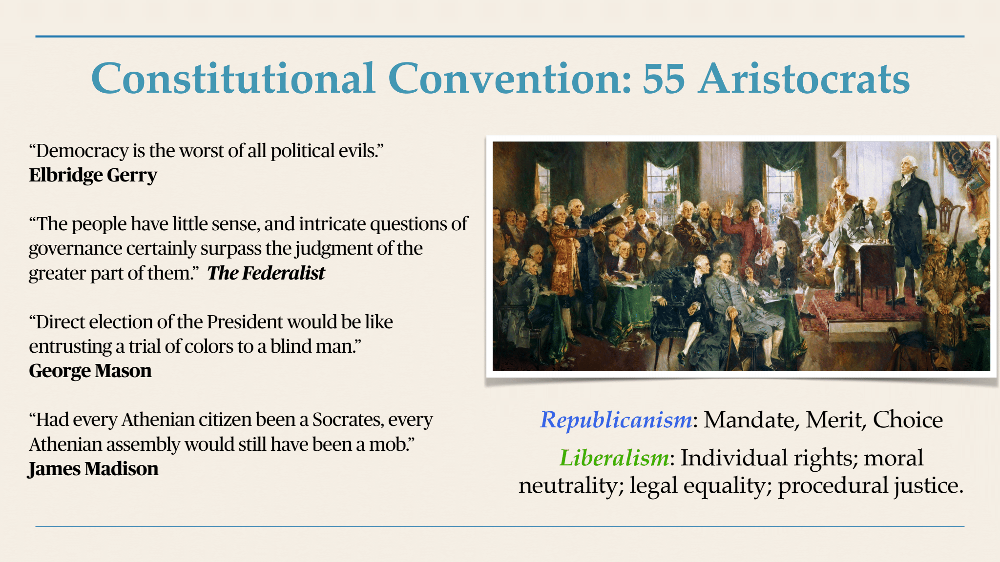 Constitutional Convention: 55 Aristocrats
“Democracy is the worst of all political evils.”
Elbridge Gerry
“The people have little sense, and intricate questions of
governance certainly surpass the judgment of the
greater part of them.” The Federalist
“Direct election of the President would be like
entrusting a trial of colors to a blind man.”
George Mason
“Had every Athenian citizen been a Socrates, every
Athenian assembly would still have been a mob.”
James Madison
Republicanism: Mandate, Merit, Choice
Liberalism: Individual rights; moral
neutrality; legal equality; procedural justice.